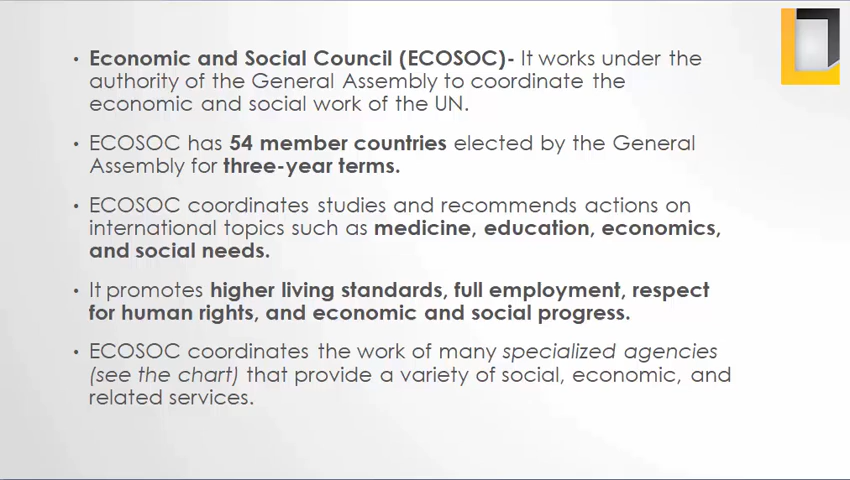 • Economic and Social Council (ECOSOC)- It works under the
authority of the General Assembly to coordinate the
economic and social work of the UN.
• ECOSOC has 54 member countries elected by the General
Assembly for three-year terms.
• ECOSOC coordinates studies and recommends actions on
international topics such as medicine, education, economics,
and social needs.
• It promotes higher living standards, full employment, respect
for human rights, and economic and social progress.
• ECOSOC coordinates the work of many specialized agencies
(see the chart) that provide a variety of social, economic, and
related services.